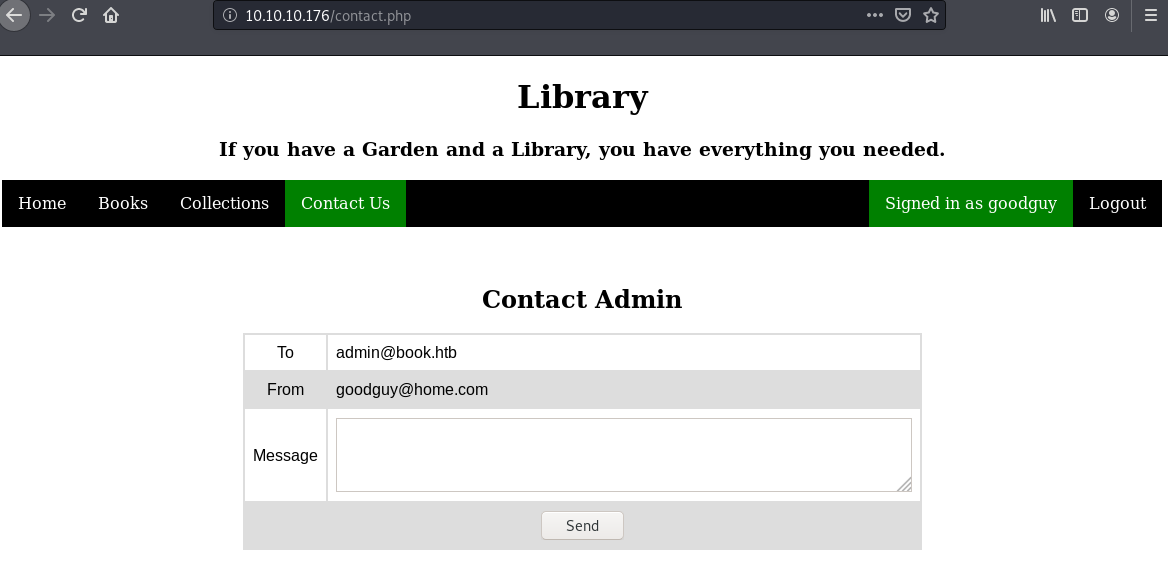 10.10.10.176/contact.php
Library
If you have a Garden and a Library, you have everything you needed.
Home Books Collections Contact Us Signed in as goodguy Logout
Contact Admin
To admin@book.htb
From goodguy@home.com
Message
Send